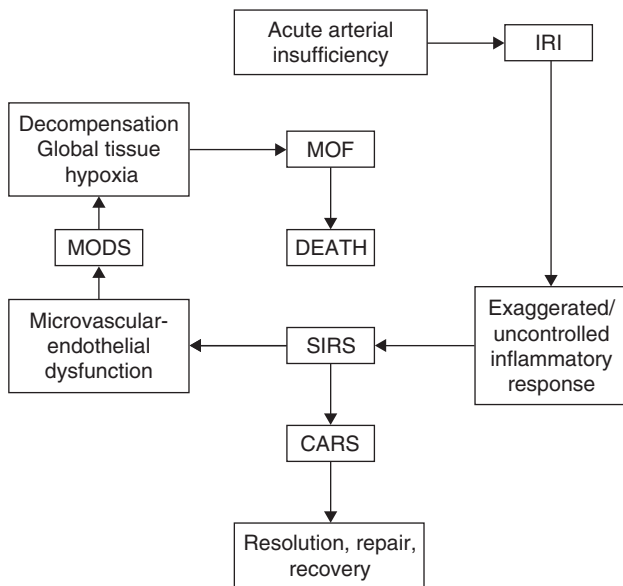 Acute arterial
insufficiency
IRI
Decompensation
Global tissue
hypoxia
MOF
MODS
DEATH
Microvascular-
endothelial
dysfunction
SIRS
Exaggerated/
uncontrolled
inflammatory
response
CARS
Resolution, repair,
recovery